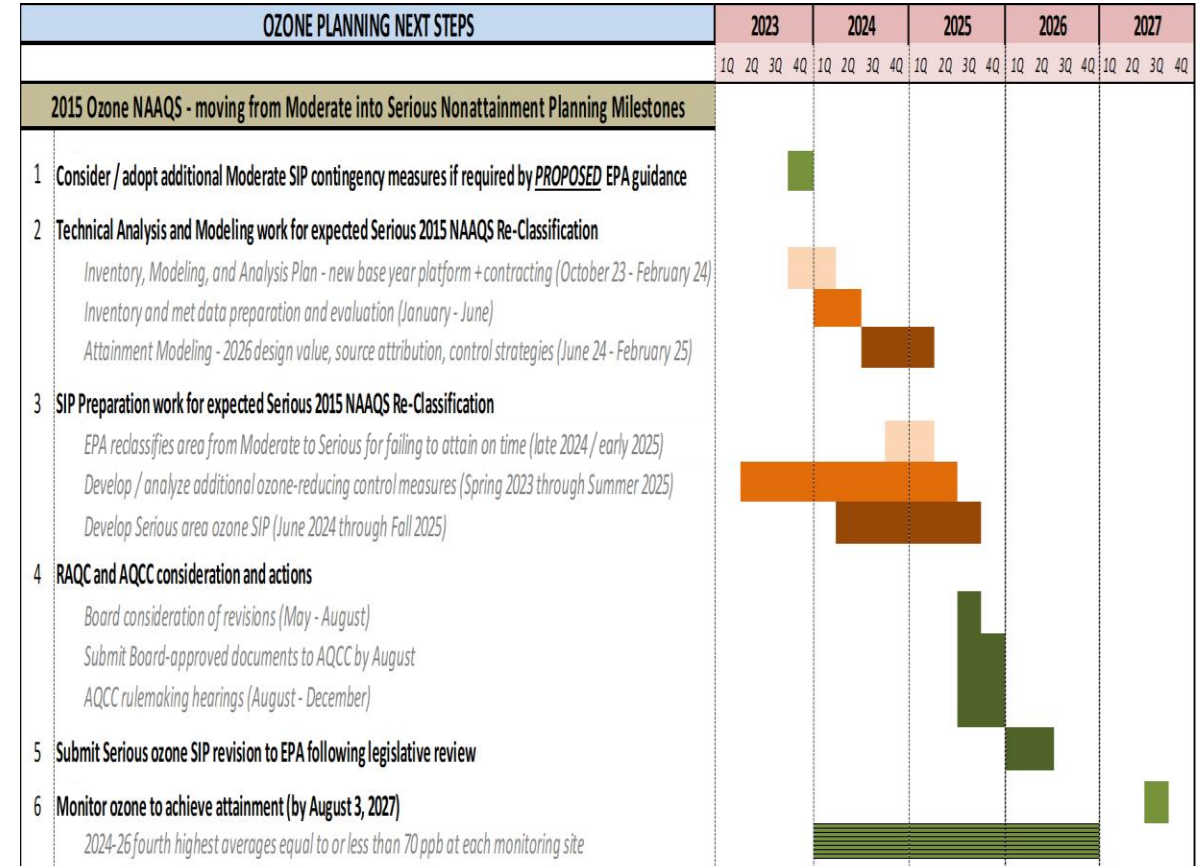 OZONE PLANNING NEXT STEPS 2023 2024 2025 2026 2027
1Q 2Q 3Q 4Q 1Q 2Q 3Q 4Q 1Q 2Q 3Q 4Q 1Q 2Q 3Q 4Q 1Q 2Q 3Q 4Q
2015 Ozone NAAQS - moving from Moderate into Serious Nonattainment Planning Milestones
1 Consider / adopt additional Moderate SIP contingency measures if required by PROPOSED EPA guidance
2 Technical Analysis and Modeling work for expected Serious 2015 NAAQS Re-Classification
Inventory, Modeling, and Analysis Plan - new base year platform + contracting (October 23 - February 24)
Inventory and met data preparation and evaluation (January - June)
Attainment Modeling - 2026 design value, source attribution, control strategies (June 24 - February 25)
3 SIP Preparation work for expected Serious 2015 NAAQS Re-Classification
EPA reclassifies area from Moderate to Serious for failing to attain on time (late 2024 / early 2025)
Develop / analyze additional ozone-reducing control measures (Spring 2023 through Summer 2025)
Develop Serious area ozone SIP (June 2024 through Fall 2025)
4 RAQC and AQCC consideration and actions
Board consideration of revisions (May - August)
Submit Board-approved documents to AQCC by August
AQCC rulemaking hearings (August - December)
5 Submit Serious ozone SIP revision to EPA following legislative review
6 Monitor ozone to achieve attainment (by August 3, 2027)
2024-26 fourth highest averages equal to or less than 70 ppb at each monitoring site